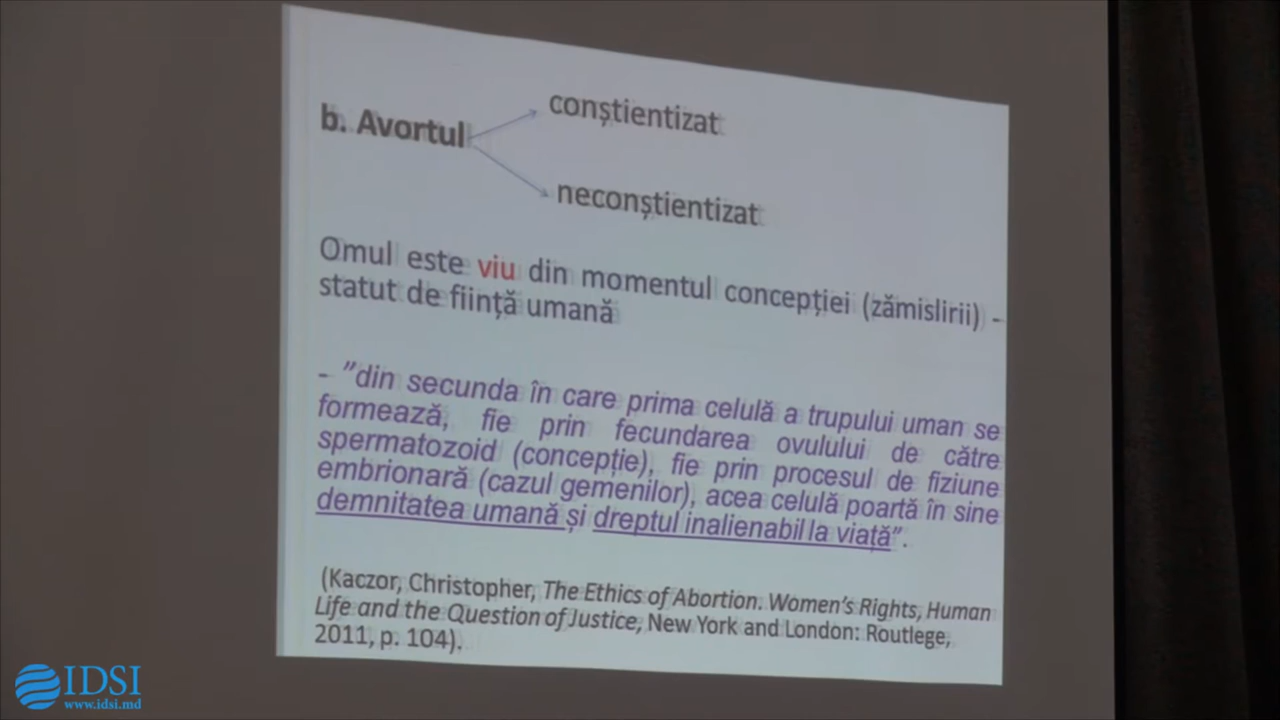 b. Avortul
conștientizat
neconștientizat
Omul este viu din momentul concepției (zămislirii) -
statut de ființă umană
- ”din secunda în care prima celulă a trupului uman se
formează, fie prin fecundarea ovulului de către
spermatozoid (concepție), fie prin procesul de fiziune
embrionară (cazul gemenilor), acea celulă poartă în sine
demnitatea umană și dreptul inalienabil la viață”.
(Kaczor, Christopher, The Ethics of Abortion. Women's Rights, Human
Life and the Question of Justice, New York and London: Routlege,
2011, p. 104).
IDSI
www.idsi.md